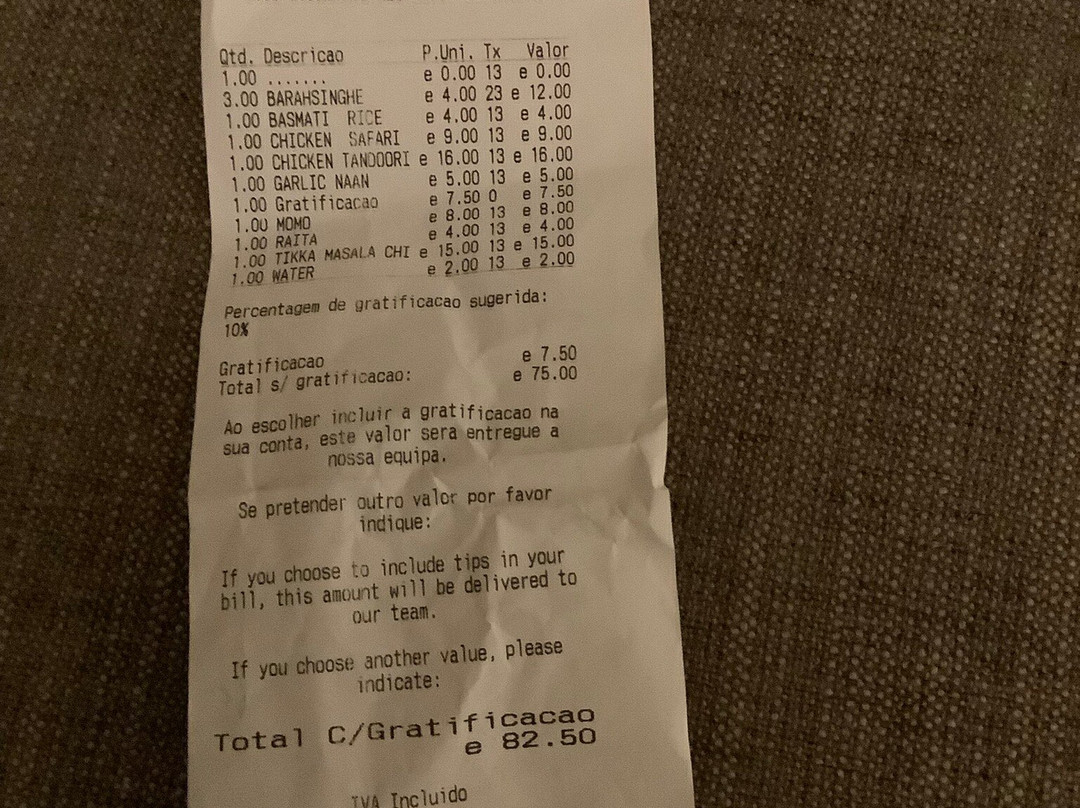 Qtd. Descricao P.Uni. Tx Valor
1.00 ....... e 0.00 13 e 0.00
3.00 BARAHSINGHE e 4.00 23 e 12.00
1.00 BASMATI RICE e 4.00 13 e 4.00
1.00 CHICKEN SAFARI e 9.00 13 e 9.00
1.00 CHICKEN TANDOORI e 16.00 13 e 16.00
1.00 GARLIC NAAN e 5.00 13 e 5.00
1.00 Gratificacao e 7.50 0 e 7.50
1.00 MOMO e 8.00 13 e 8.00
1.00 RAITA e 4.00 13 e 4.00
1.00 TIKKA MASALA CHI e 15.00 13 e 15.00
1.00 WATER e 2.00 13 e 2.00
Percentagem de gratificacao sugerida:
10%
Gratificacao e 7.50
Total s/ gratificacao: e 75.00
Ao escolher incluir a gratificacao na
sua conta, este valor sera entregue a
nossa equipa.
Se pretender outro valor por favor
indique:
If you choose to include tips in your
bill, this amount will be delivered to
our team.
If you choose another value, please
indicate:
Total C/Gratificacao
e 82.50
IVA Incluido